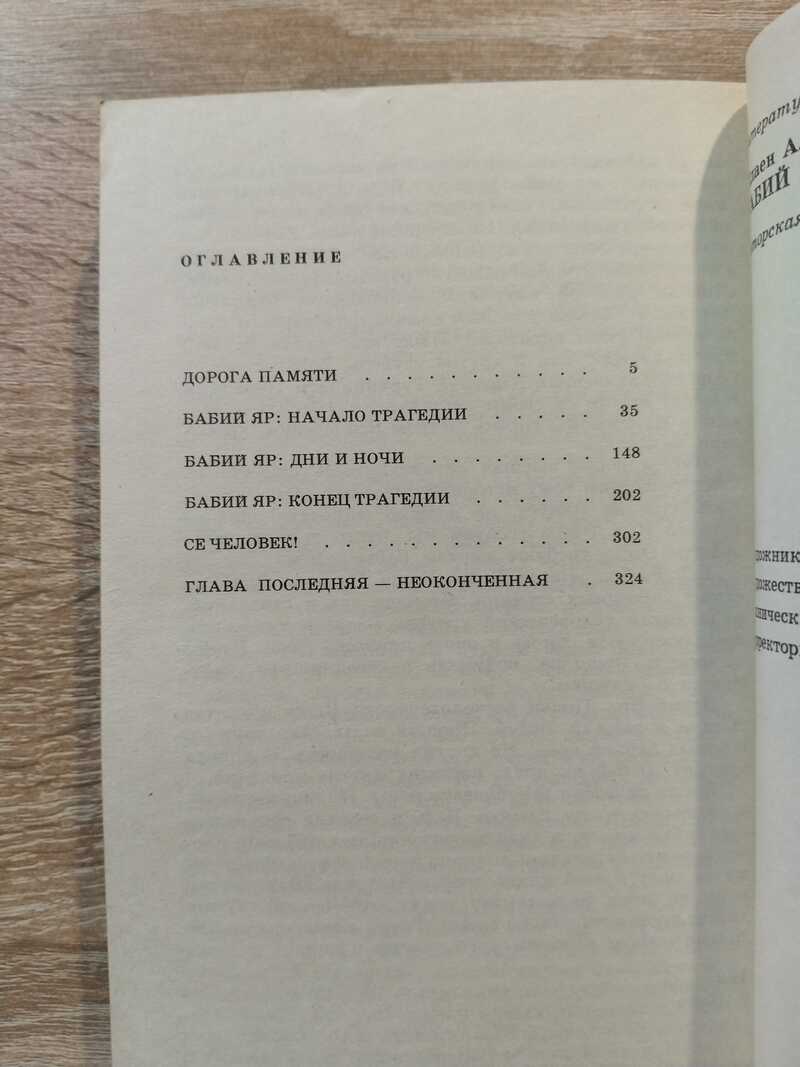 ОГЛАВЛЕНИЕ
ДОРОГА ПАМЯТИ . . . . . . . . . . . 5
БАБИЙ ЯР: НАЧАЛО ТРАГЕДИИ . . . . . 35
БАБИЙ ЯР: ДНИ И НОЧИ . . . . . . . . 148
БАБИЙ ЯР: КОНЕЦ ТРАГЕДИИ . . . . . . 202
СЕ ЧЕЛОВЕК! . . . . . . . . . . . . . 302
ГЛАВА ПОСЛЕДНЯЯ — НЕОКОНЧЕННАЯ . 324